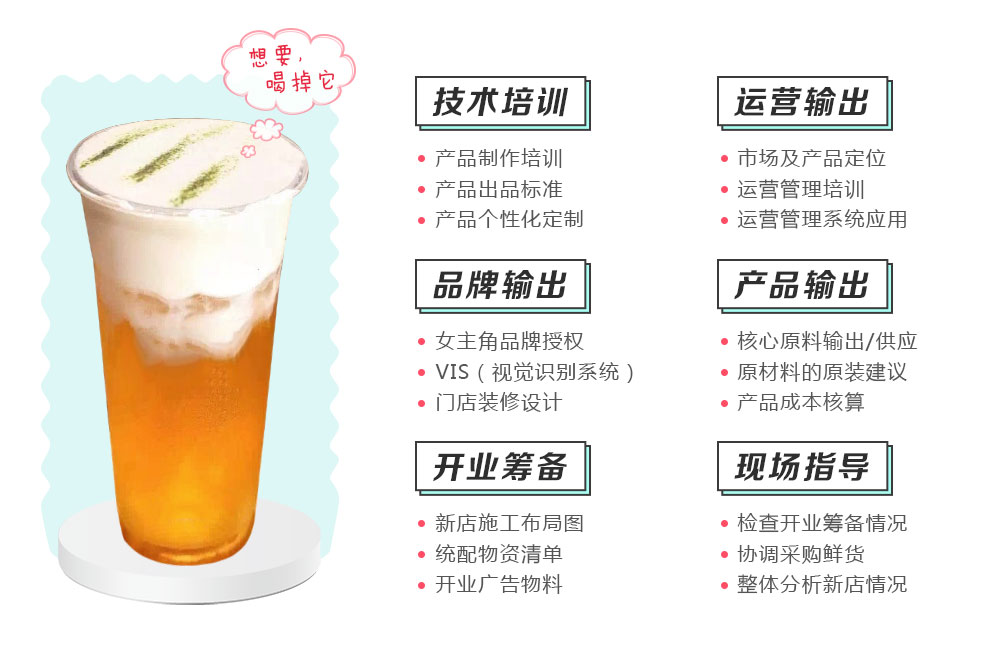 想要,
喝掉它
技术培训
• 产品制作培训
• 产品出品标准
• 产品个性化定制
运营输出
• 市场及产品定位
• 运营管理培训
• 运营管理系统应用
品牌输出
• 女主角品牌授权
• VIS（视觉识别系统）
• 门店装修设计
产品输出
• 核心原料输出/供应
• 原材料的原装建议
• 产品成本核算
开业筹备
• 新店施工布局图
• 统配物资清单
• 开业广告物料
现场指导
• 检查开业筹备情况
• 协调采购鲜货
• 整体分析新店情况